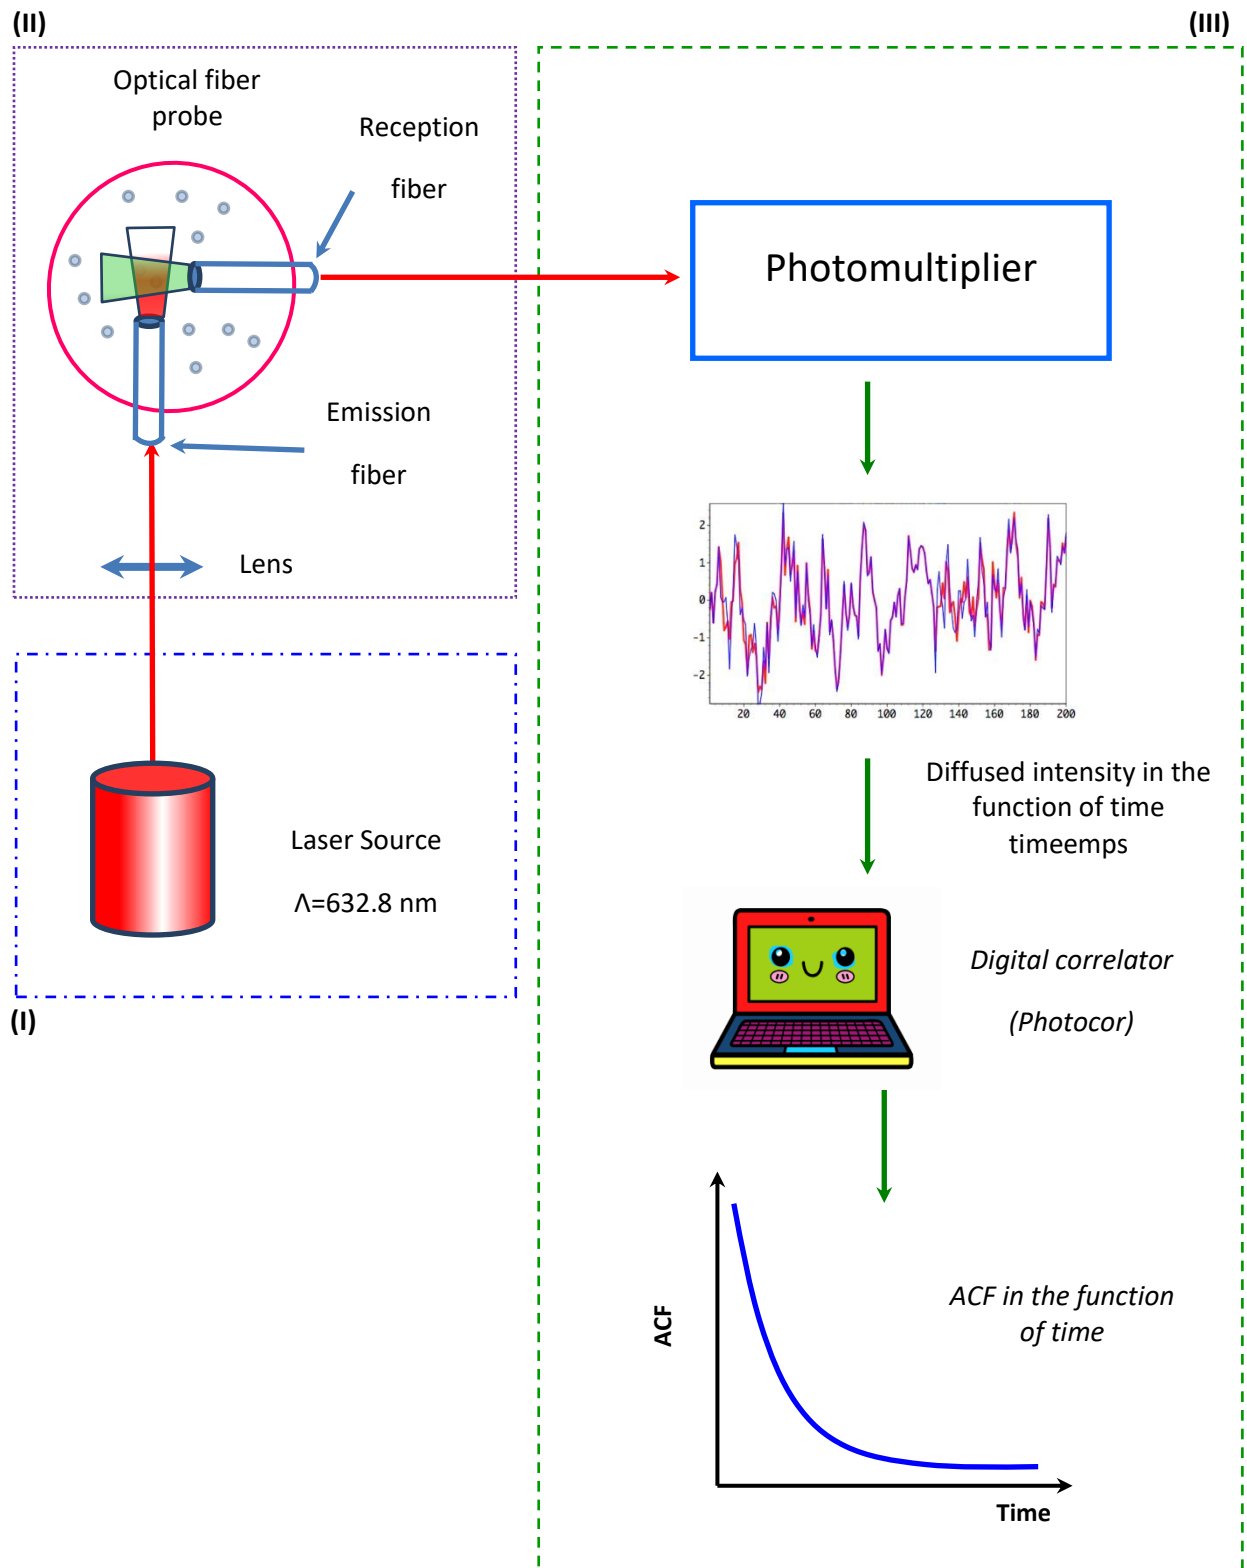 (II)
(III)
Optical fiber
probe
Reception
fiber
Emission
fiber
Lens
Laser Source
Λ=632.8 nm
(I)
Photomultiplier
2
1
0
-1
-2
20 40 60 80 100 120 140 160 180 200
Diffused intensity in the
function of time
timeemps
Digital correlator
(Photocor)
ACF
ACF in the function
of time
Time